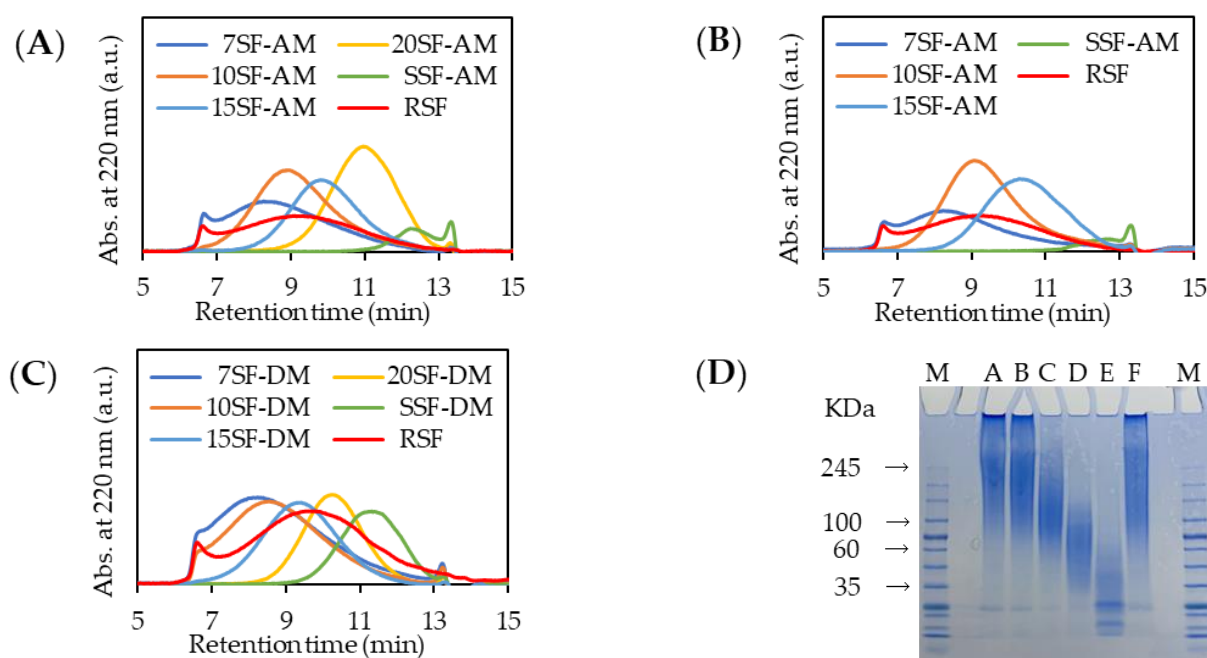 (A)
7SF-AM 20SF-AM
10SF-AM SSF-AM
15SF-AM RSF
Abs. at 220 nm (a.u.)
5 7 9 11 13 15
Retention time (min)
(B)
7SF-AM SSF-AM
10SF-AM RSF
15SF-AM
Abs. at 220 nm (a.u.)
5 7 9 11 13 15
Retention time (min)
(C)
7SF-DM 20SF-DM
10SF-DM SSF-DM
15SF-DM RSF
Abs. at 220 nm (a.u.)
5 7 9 11 13 15
Retention time (min)
(D)
M A B C D E F M
KDa
245 →
100 →
60 →
35 →